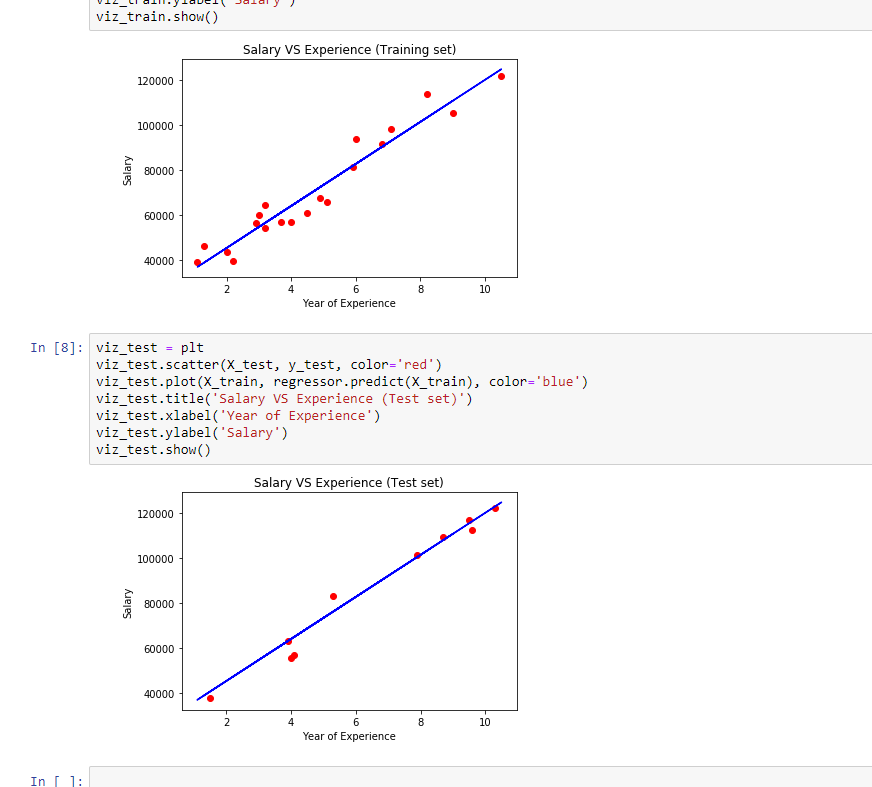 viz_train.ylabel('Salary')
viz_train.show()
Salary VS Experience (Training set)
120000
100000
80000
60000
40000
Salary
2 4 6 8 10
Year of Experience
In [8]: viz_test = plt
viz_test.scatter(X_test, y_test, color='red')
viz_test.plot(X_train, regressor.predict(X_train), color='blue')
viz_test.title('Salary VS Experience (Test set)')
viz_test.xlabel('Year of Experience')
viz_test.ylabel('Salary')
viz_test.show()
Salary VS Experience (Test set)
120000
100000
80000
60000
40000
Salary
2 4 6 8 10
Year of Experience
In [ ]: